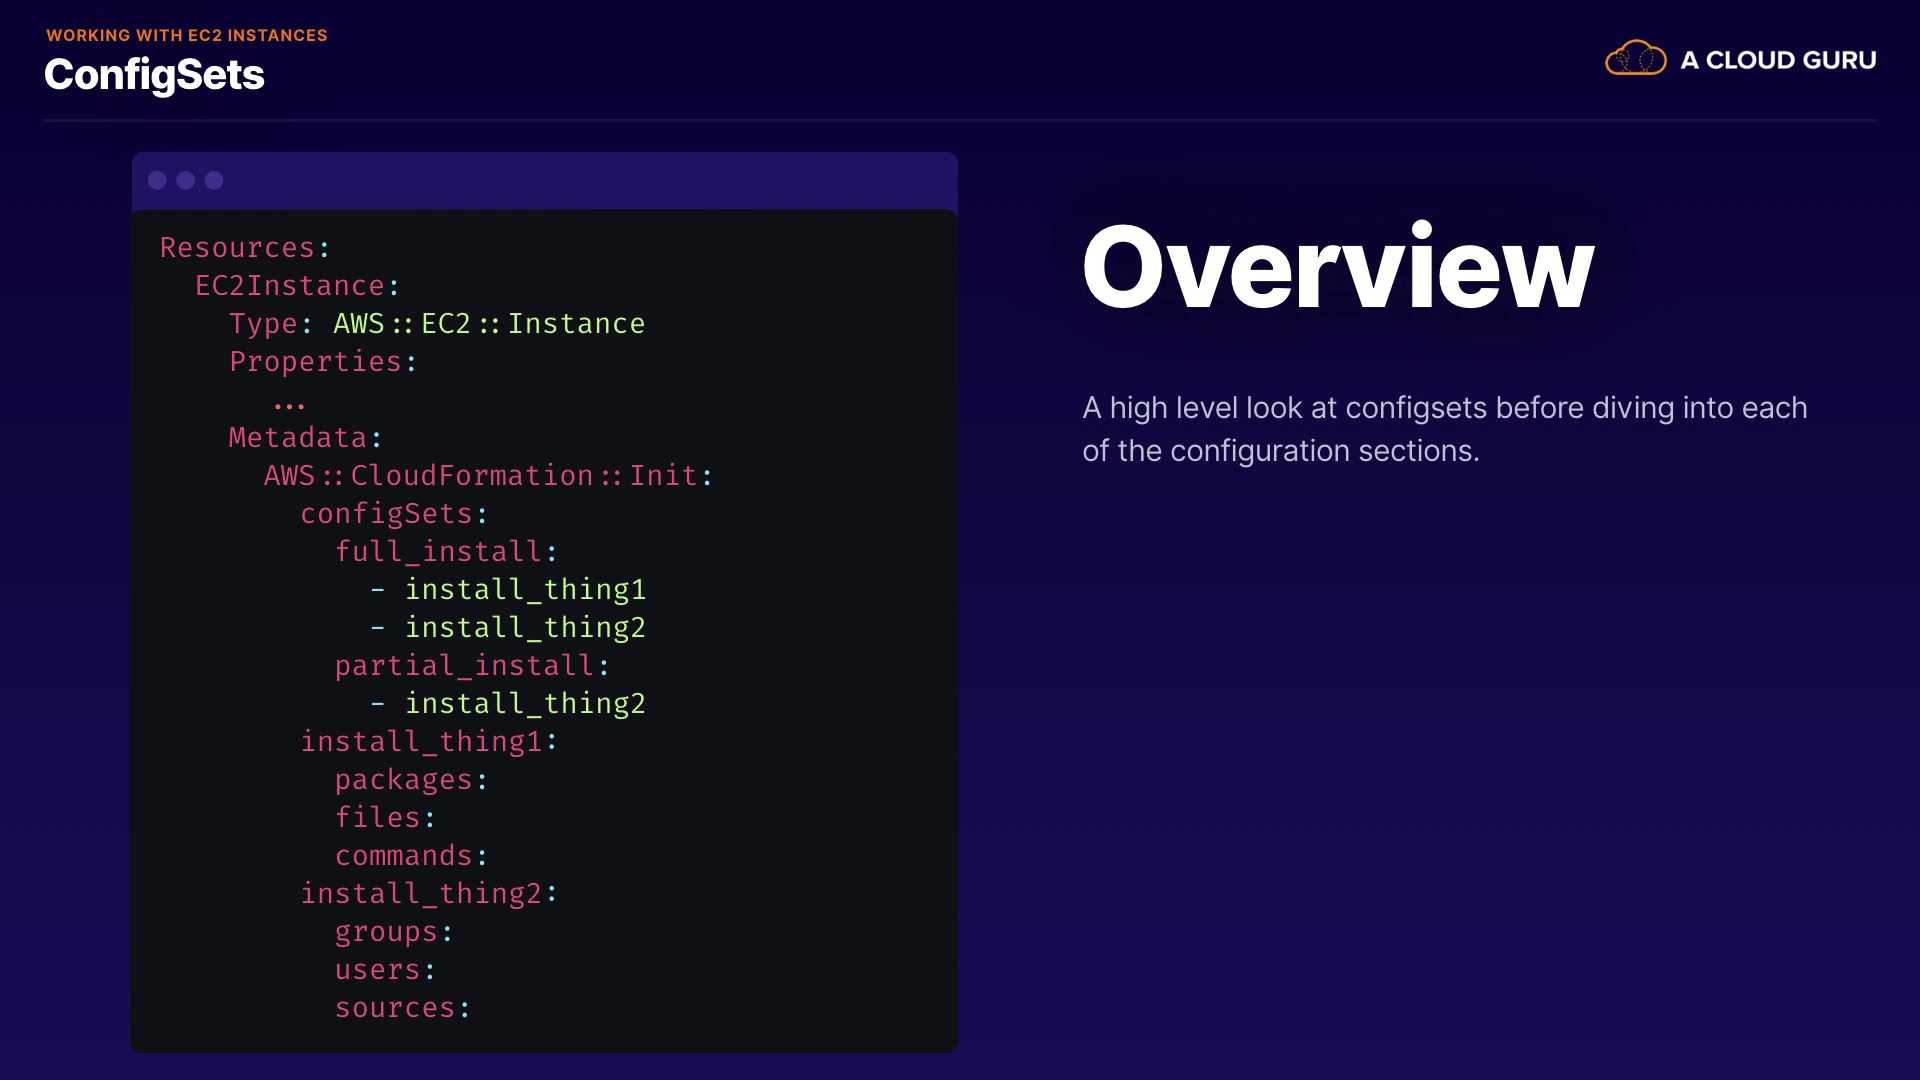 WORKING WITH EC2 INSTANCES
ConfigSets
A CLOUD GURU
Resources:
  EC2Instance:
    Type: AWS::EC2::Instance
    Properties:
      ...
    Metadata:
      AWS::CloudFormation::Init:
        configSets:
          full_install:
            - install_thing1
            - install_thing2
          partial_install:
            - install_thing2
        install_thing1:
          packages:
          files:
          commands:
        install_thing2:
          groups:
          users:
          sources:
Overview
A high level look at configsets before diving into each
of the configuration sections.